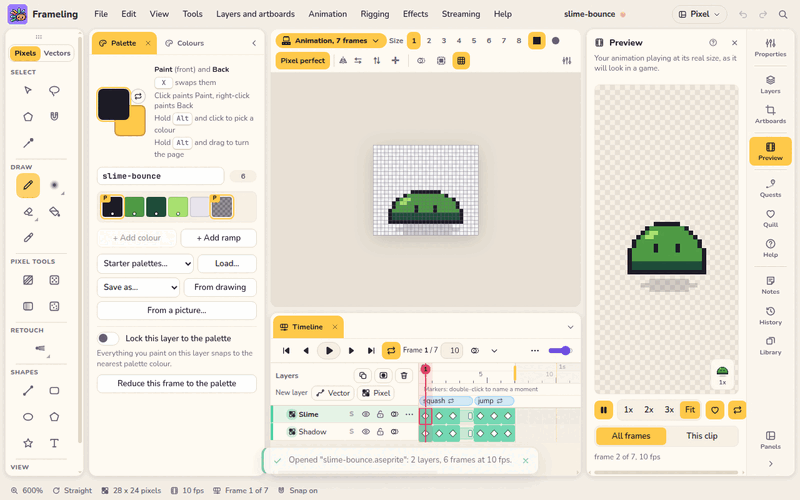 Frameling
File Edit View Tools Layers and artboards Animation Rigging Effects Streaming Help
slime-bounce
Pixel
Pixels Vectors
SELECT
DRAW
PIXEL TOOLS
RETOUCH
SHAPES
VIEW
Palette Colours
Paint (front) and Back
X swaps them
Click paints Paint, right-click
paints Back
Hold Alt and click to pick a
colour
Hold Alt and drag to turn
the page
slime-bounce 6
P P
+ Add colour + Add ramp
Starter palettes... Load...
Save as... From drawing
From a picture...
Lock this layer to the palette
Everything you paint on this layer snaps to the
nearest palette colour.
Reduce this frame to the palette
Animation, 7 frames Size 1 2 3 4 5 6 7 8
Pixel perfect
Timeline
Frame 1 / 7 10
Layers
New layer Vector Pixel
1 5 10 1s
Markers: double-click to name a moment
squash jump
Slime S
Shadow S
Opened "slime-bounce.aseprite": 2 layers, 6 frames at 10 fps.
Preview
Your animation playing at its real size, as it
will look in a game.
1x
1x 2x 3x Fit
All frames This clip
frame 2 of 7, 10 fps
Properties
Layers
Artboards
Preview
Quests
Quill
Help
Notes
History
Library
Panels
600% Straight 28 x 24 pixels 10 fps Frame 1 of 7 Snap on